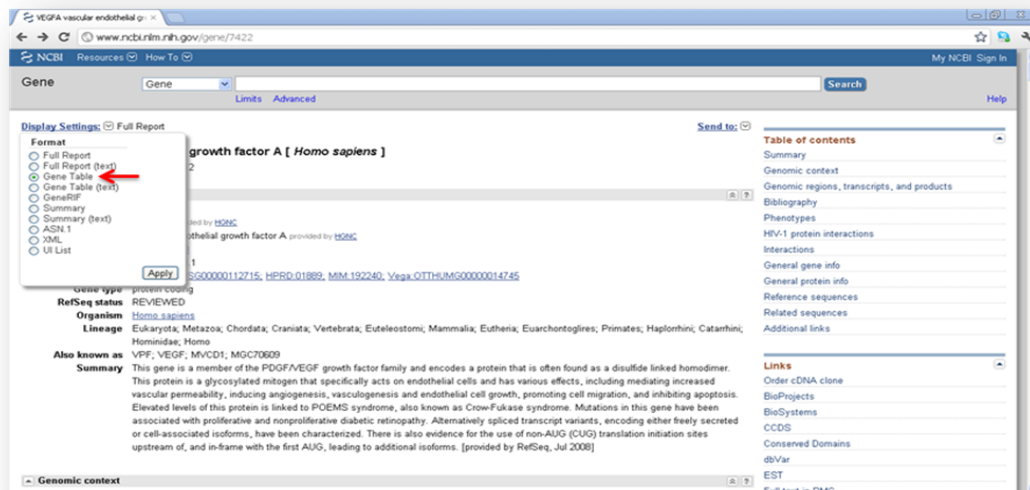 VEGFA vascular endothelial gr
www.ncbi.nlm.nih.gov/gene/7422
NCBI Resources How To My NCBI Sign In
Gene Gene Search
Limits Advanced Help
Display Settings: Full Report Send to:
Format
Full Report
Full Report (text)
Gene Table
Gene Table (text)
GeneRIF
Summary
Summary (text)
ASN.1
XML
UI List
Apply
growth factor A [ Homo sapiens ]
2
ded by HGNC
othelial growth factor A provided by HGNC
1
SG00000112715; HPRD:01889; MIM:192240; Vega:OTTHUMG00000014745
Gene type protein coding
RefSeq status REVIEWED
Organism Homo sapiens
Lineage Eukaryota; Metazoa; Chordata; Craniata; Vertebrata; Euteleostomi; Mammalia; Eutheria; Euarchontoglires; Primates; Haplorrhini; Catarrhini;
Hominidae; Homo
Also known as VPF; VEGF; MVCD1; MGC70609
Summary This gene is a member of the PDGF/VEGF growth factor family and encodes a protein that is often found as a disulfide linked homodimer.
This protein is a glycosylated mitogen that specifically acts on endothelial cells and has various effects, including mediating increased
vascular permeability, inducing angiogenesis, vasculogenesis and endothelial cell growth, promoting cell migration, and inhibiting apoptosis.
Elevated levels of this protein is linked to POEMS syndrome, also known as Crow-Fukase syndrome. Mutations in this gene have been
associated with proliferative and nonproliferative diabetic retinopathy. Alternatively spliced transcript variants, encoding either freely secreted
or cell-associated isoforms, have been characterized. There is also evidence for the use of non-AUG (CUG) translation initiation sites
upstream of, and in-frame with the first AUG, leading to additional isoforms. [provided by RefSeq, Jul 2008]
Genomic context
Table of contents
Summary
Genomic context
Genomic regions, transcripts, and products
Bibliography
Phenotypes
HIV-1 protein interactions
Interactions
General gene info
General protein info
Reference sequences
Related sequences
Additional links
Links
Order cDNA clone
BioProjects
BioSystems
CCDS
Conserved Domains
dbVar
EST
Full text in PMC